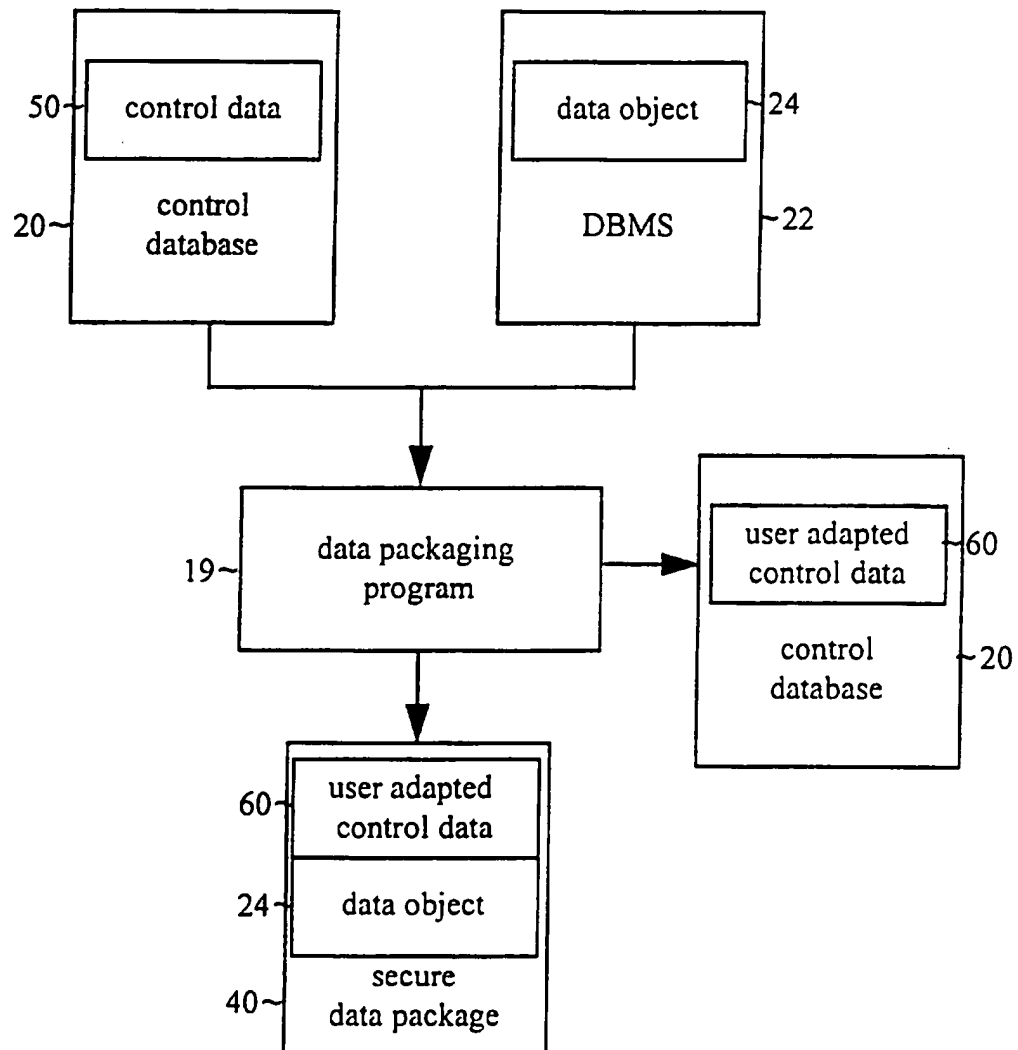 50 control data
data object 24
20 control
database
DBMS 22
19 data packaging
program
user adapted 60
control data
control 20
database
60 user adapted
control data
24 data object
secure
40 data package